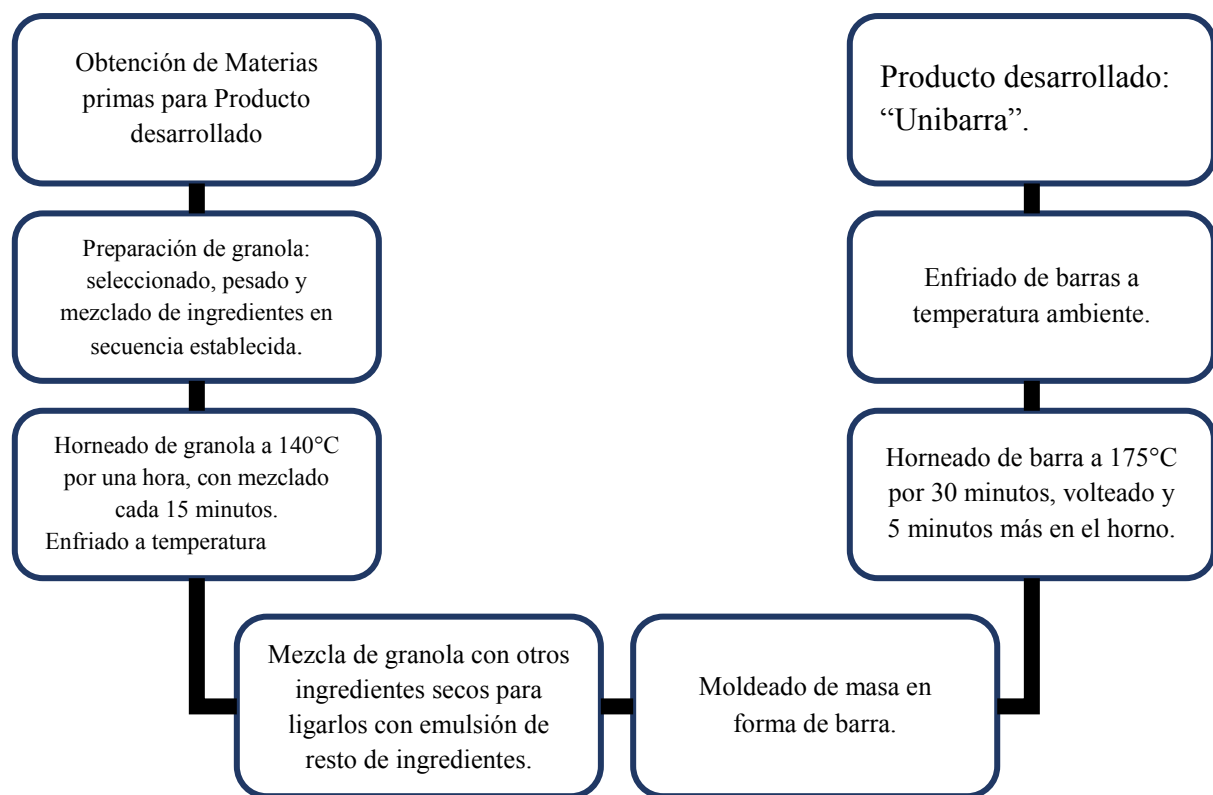 Obtención de Materias
primas para Producto
desarrollado
Preparación de granola:
seleccionado, pesado y
mezclado de ingredientes en
secuencia establecida.
Horneado de granola a 140°C
por una hora, con mezclado
cada 15 minutos.
Enfriado a temperatura
Mezcla de granola con otros
ingredientes secos para
ligarlos con emulsión de
resto de ingredientes.
Moldeado de masa en
forma de barra.
Horneado de barra a 175°C
por 30 minutos, volteado y
5 minutos más en el horno.
Enfriado de barras a
temperatura ambiente.
Producto desarrollado:
“Unibarra”.